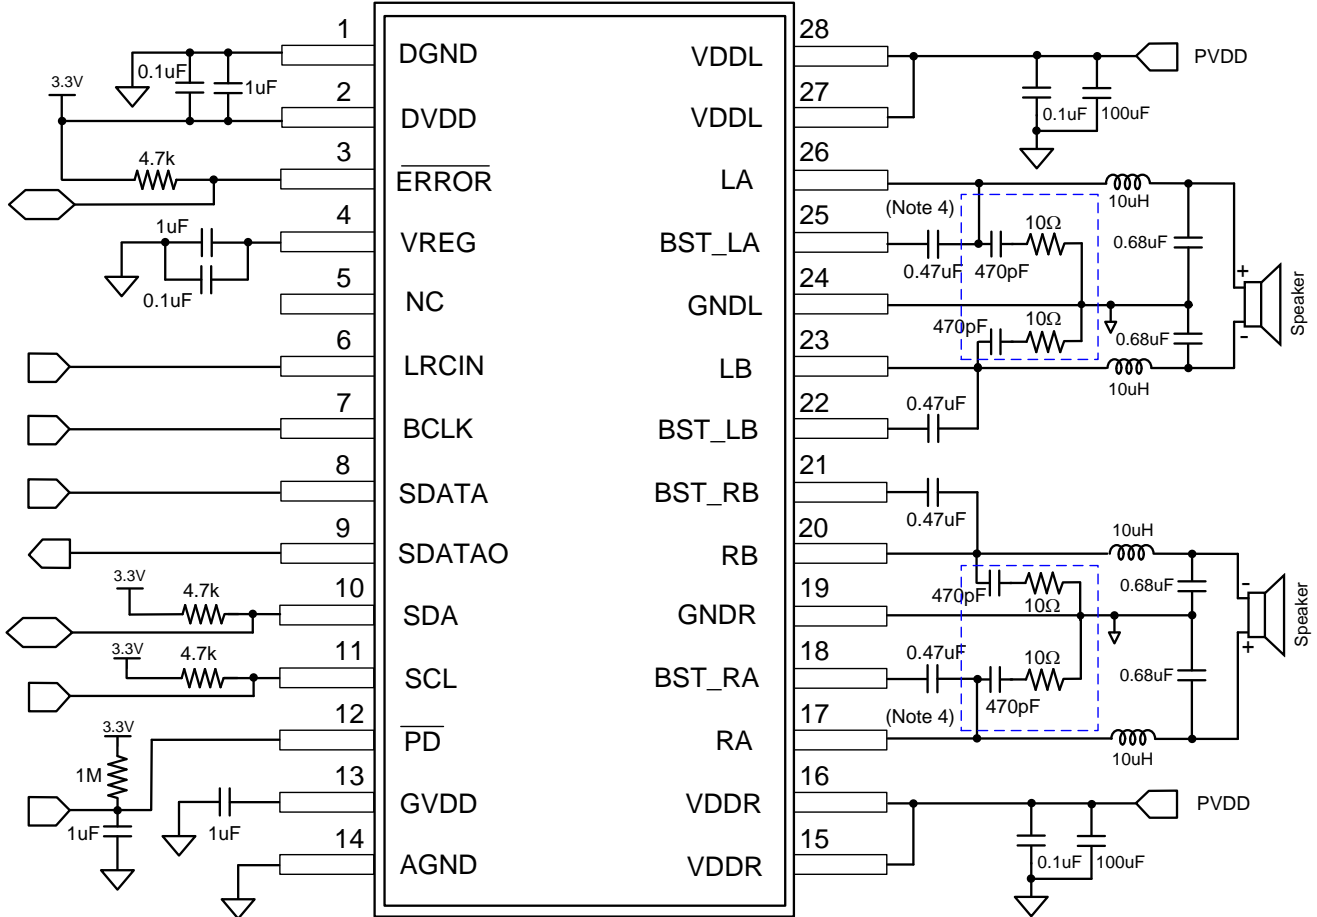 1
DGND
0.1uF
1uF
3.3V
2
DVDD
3
4.7k
ERROR
4
1uF
VREG
0.1uF
5
NC
6
LRCIN
7
BCLK
8
SDATA
9
SDATAO
3.3V
4.7k
10
SDA
3.3V
4.7k
11
SCL
3.3V
12
PD
1M
1uF
13
GVDD
1uF
14
AGND
28
VDDL
PVDD
27
VDDL
0.1uF
100uF
26
LA
10uH
(Note 4)
25
BST_LA
0.47uF
470pF
10Ω
0.68uF
24
GNDL
+
-
Speaker
470pF
10Ω
0.68uF
23
LB
10uH
22
BST_LB
0.47uF
21
BST_RB
0.47uF
20
RB
10uH
470pF
10Ω
0.68uF
19
GNDR
-
+
Speaker
18
BST_RA
0.47uF
470pF
10Ω
0.68uF
(Note 4)
17
RA
10uH
16
VDDR
PVDD
15
VDDR
0.1uF
100uF